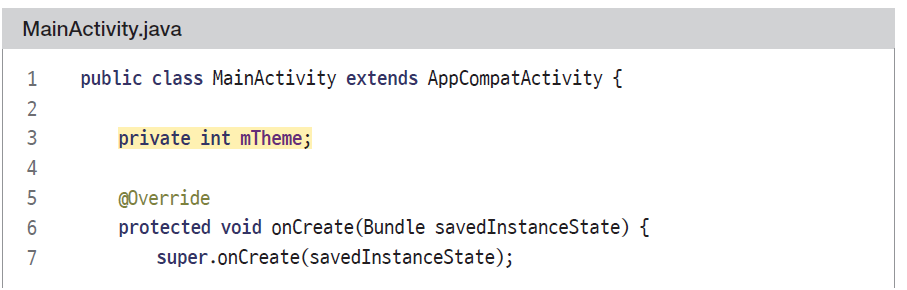 MainActivity.java
1 public class MainActivity extends AppCompatActivity {
2
3 private int mTheme;
4
5 @Override
6 protected void onCreate(Bundle savedInstanceState) {
7 super.onCreate(savedInstanceState);